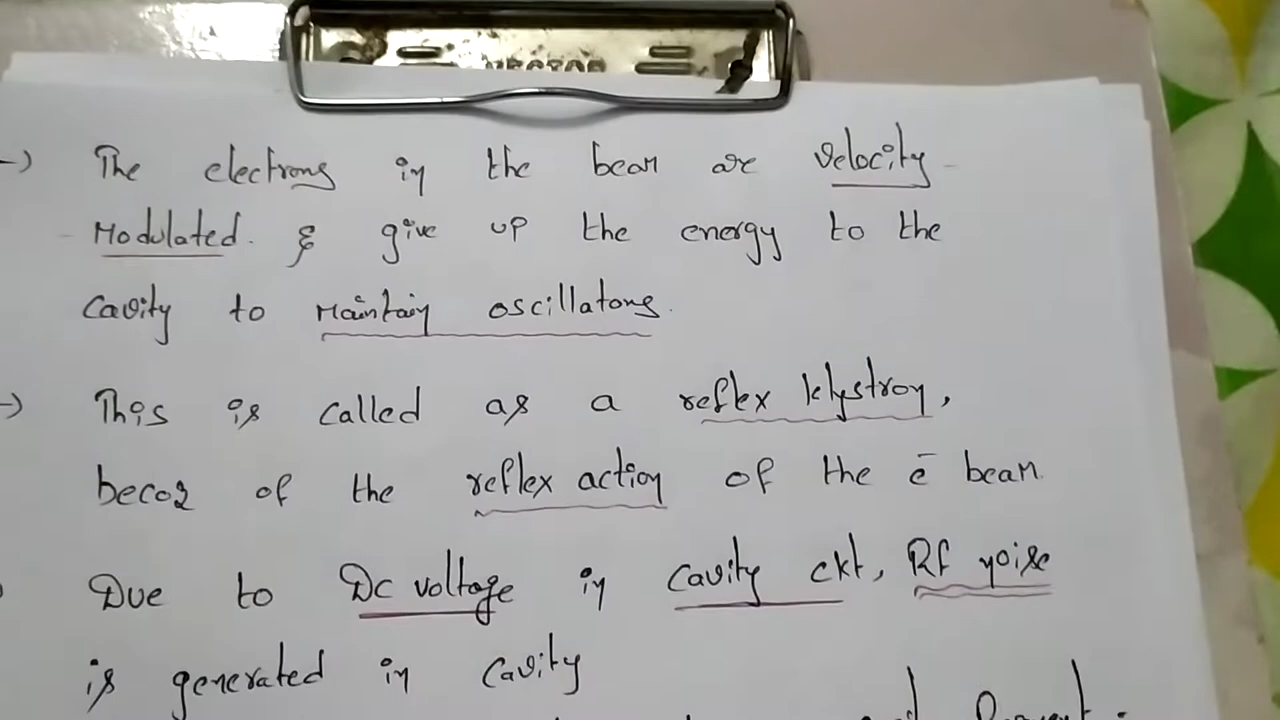 → The electrons in the beam are velocity
Modulated. & give up the energy to the
Cavity to Maintain oscillatons.
→ This is called as a reflex klystron,
becoz of the reflex action of the ē beam
Due to Dc voltage in Cavity ckt, Rf noise
is generated in Cavity